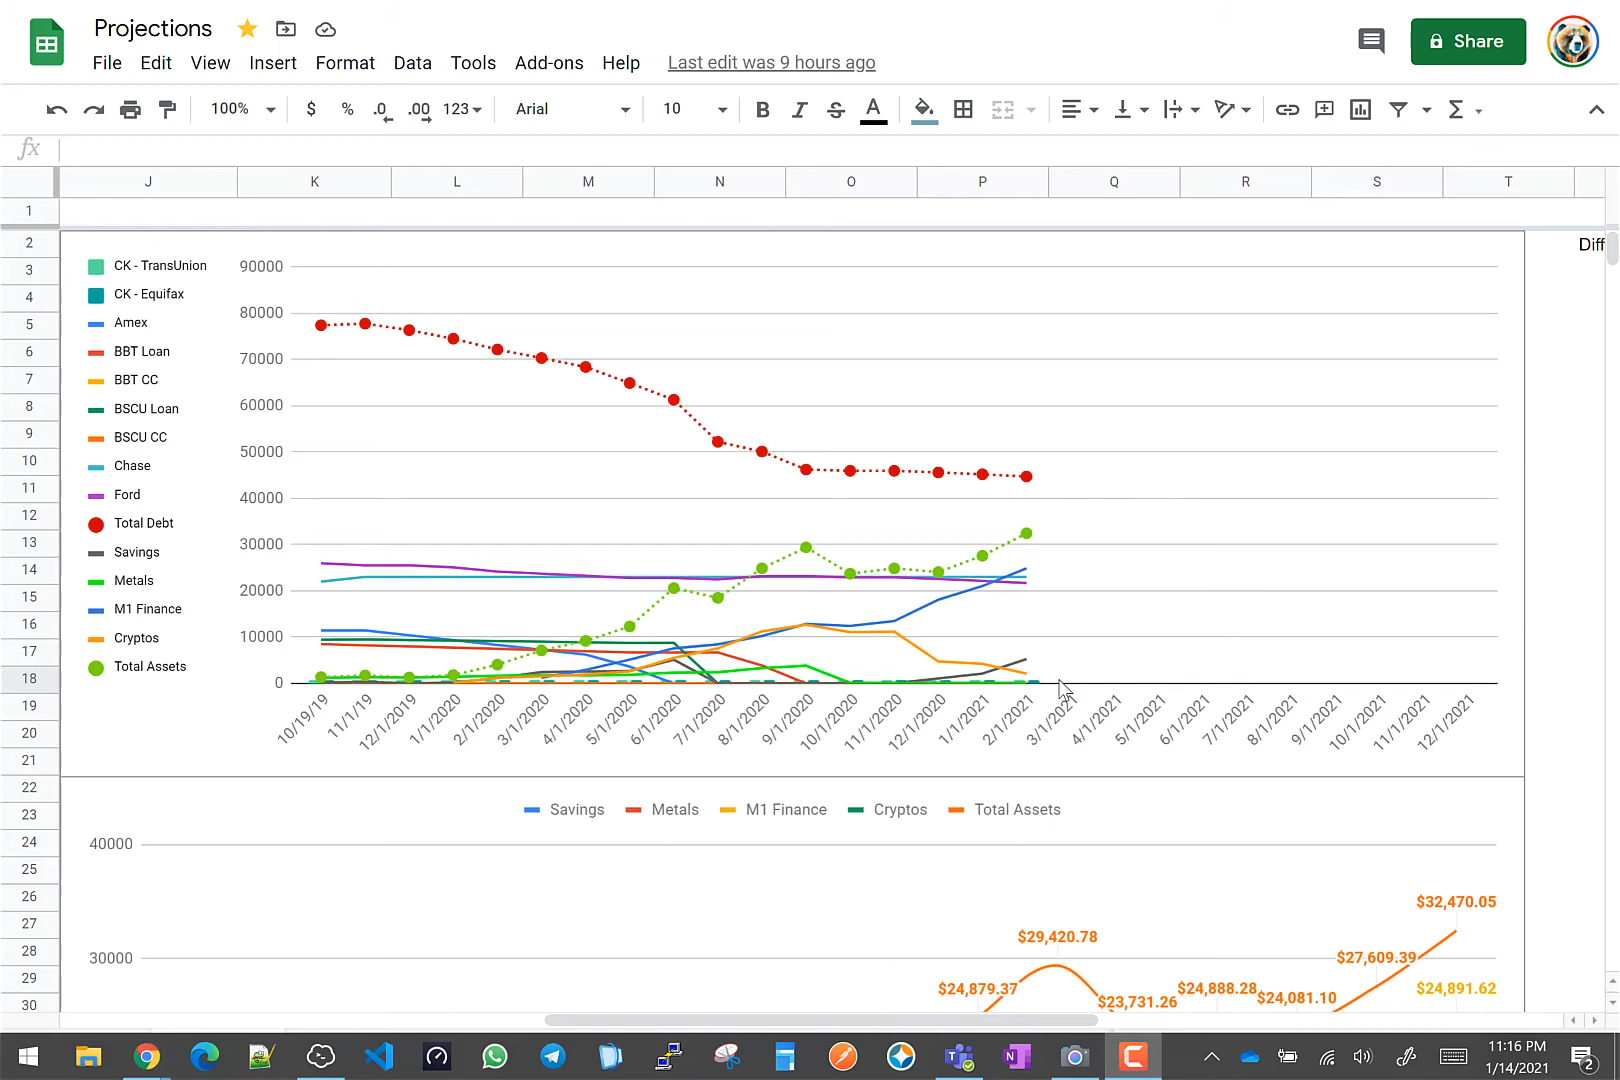 Projections
File Edit View Insert Format Data Tools Add-ons Help Last edit was 9 hours ago
Share
100% $ % .0 .00 123 Arial 10 B I S A
fx
J K L M N O P Q R S T
1
2
3
4
5
6
7
8
9
10
11
12
13
14
15
16
17
18
19
20
21
22
23
24
25
26
27
28
29
30
Diff
CK - TransUnion
CK - Equifax
Amex
BBT Loan
BBT CC
BSCU Loan
BSCU CC
Chase
Ford
Total Debt
Savings
Metals
M1 Finance
Cryptos
Total Assets
90000
80000
70000
60000
50000
40000
30000
20000
10000
0
10/19/19 11/1/19 12/1/2019 1/1/2020 2/1/2020 3/1/2020 4/1/2020 5/1/2020 6/1/2020 7/1/2020 8/1/2020 9/1/2020 10/1/2020 11/1/2020 12/1/2020 1/1/2021 2/1/2021 3/1/2021 4/1/2021 5/1/2021 6/1/2021 7/1/2021 8/1/2021 9/1/2021 10/1/2021 11/1/2021 12/1/2021
Savings Metals M1 Finance Cryptos Total Assets
40000
30000
$24,879.37
$29,420.78
$23,731.26
$24,888.28
$24,081.10
$27,609.39
$32,470.05
$24,891.62
11:16 PM
1/14/2021
2